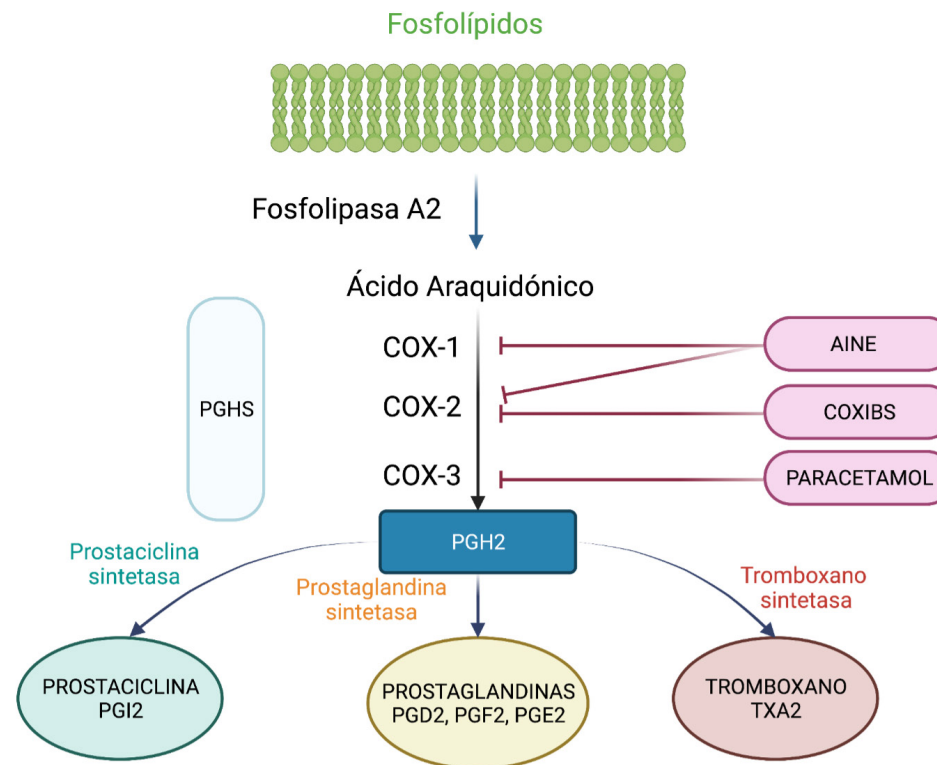 Fosfolípidos
Fosfolipasa A2
Ácido Araquidónico
COX-1
AINE
PGHS
COX-2
COXIBS
COX-3
PARACETAMOL
PGH2
Prostaciclina
sintetasa
Prostaglandina
sintetasa
Tromboxano
sintetasa
PROSTACICLINA
PGI2
PROSTAGLANDINAS
PGD2, PGF2, PGE2
TROMBOXANO
TXA2